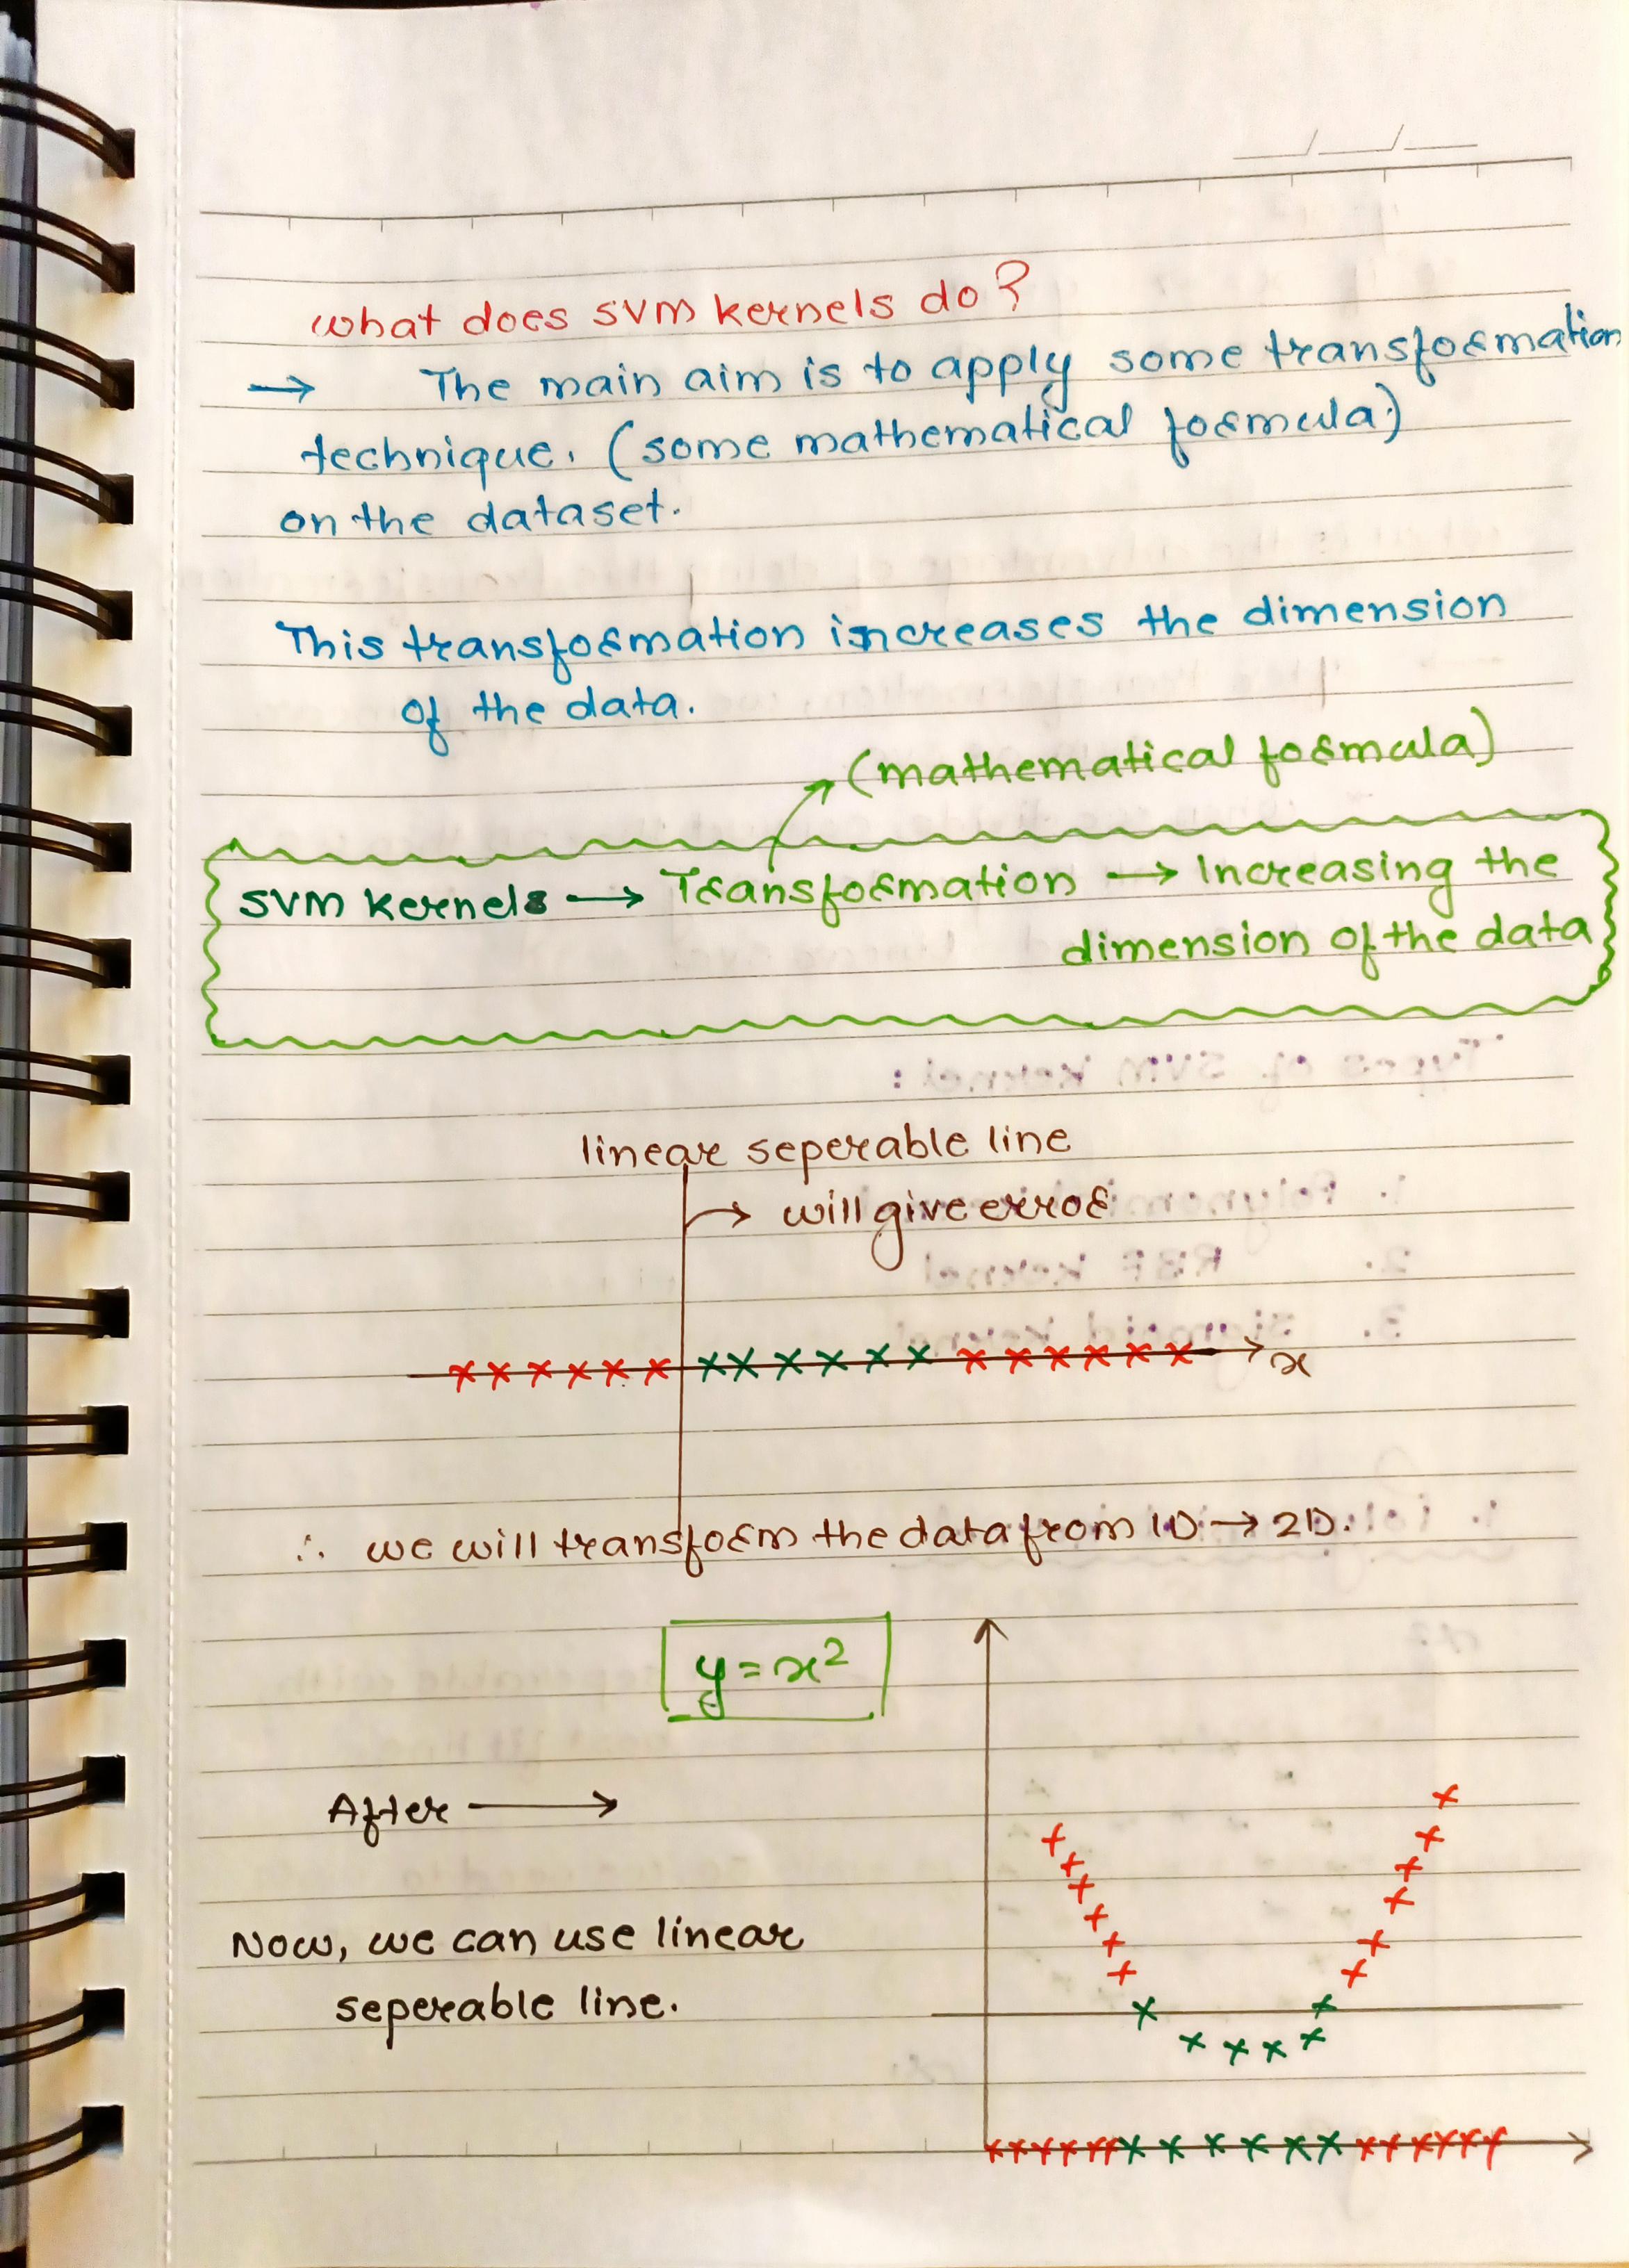 what does SVM kernels do?
→ The main aim is to apply some transformation
technique. (some mathematical formula)
on the dataset.
This transformation increases the dimension
of the data.
(mathematical formula)
SVM Kernels → Transformation → Increasing the
dimension of the data
linear seperable line
→ will give error
x
∴ we will transform the data from 1D → 2D.
y = x²
After →
Now, we can use linear
seperable line.